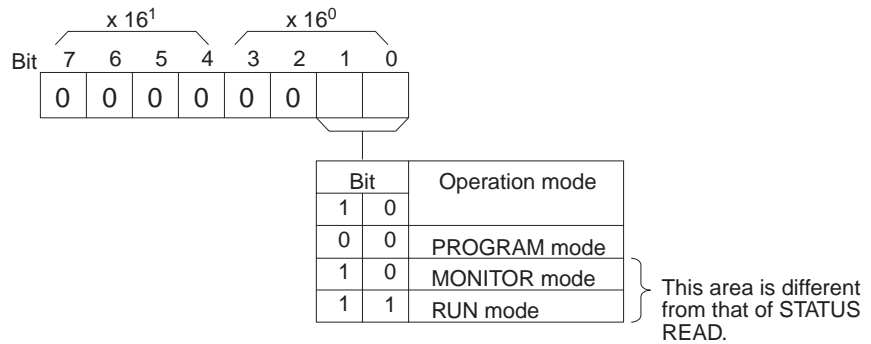 x 16¹ x 16⁰
Bit 7 6 5 4 3 2 1 0
0 0 0 0 0 0
Bit Operation mode
1 0
0 0 PROGRAM mode
1 0 MONITOR mode
1 1 RUN mode
This area is different
from that of STATUS
READ.